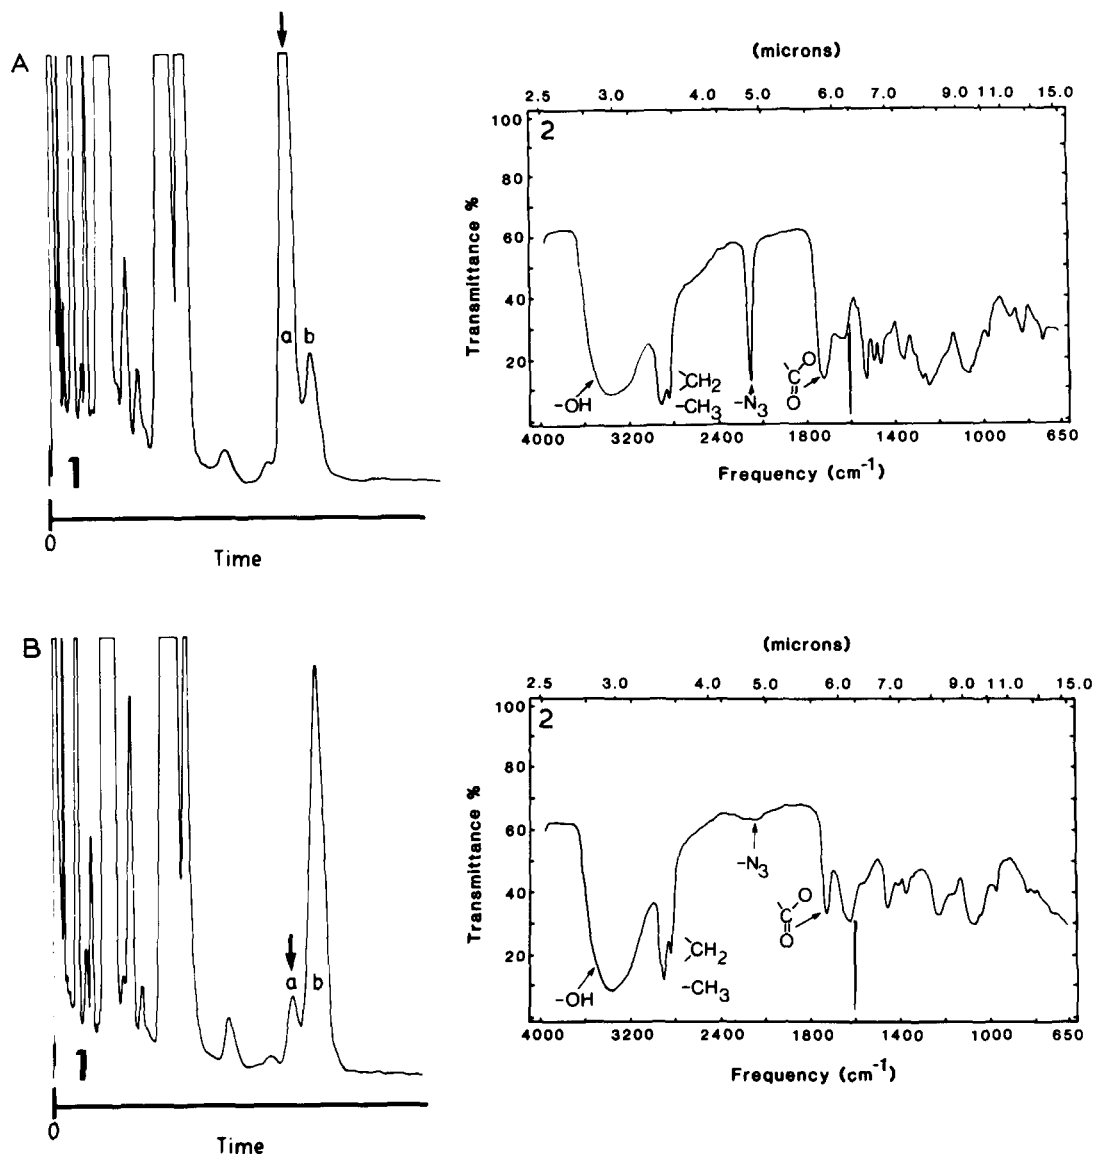 A
a b
1
0
Time
(microns)
2.5 3.0 4.0 5.0 6.0 7.0 9.0 11.0 15.0
2
100
80
60
40
20
Transmittance %
-OH
>CH2
-CH3
-N3
C O
O
4000 3200 2400 1800 1400 1000 650
Frequency (cm-1)
B
a b
1
0
Time
(microns)
2.5 3.0 4.0 5.0 6.0 7.0 9.0 11.0 15.0
2
100
80
60
40
20
Transmittance %
-OH
>CH2
-CH3
-N3
C O
O
4000 3200 2400 1800 1400 1000 650
Frequency (cm-1)